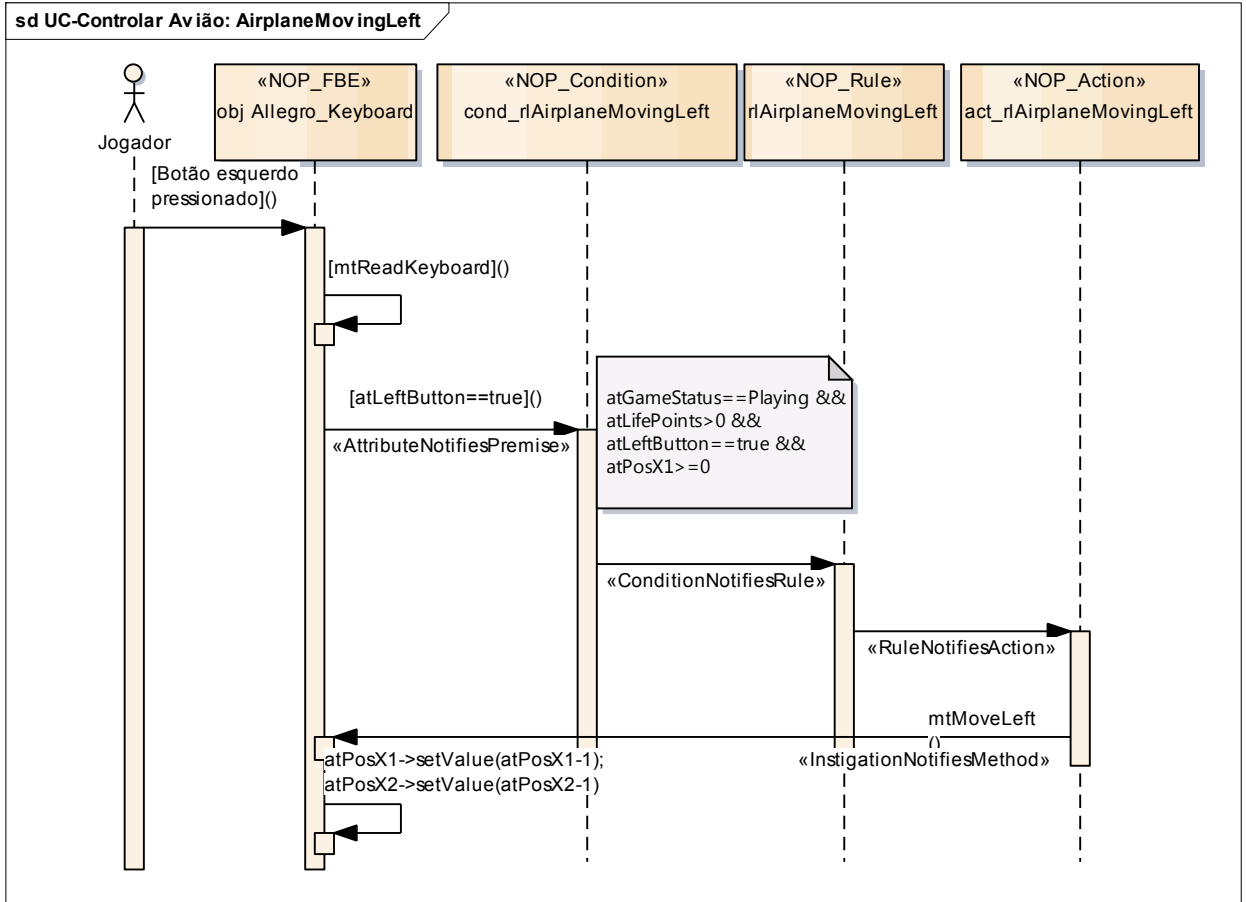 sd UC-Controlar Avião: AirplaneMovingLeft
«NOP_FBE»
obj Allegro_Keyboard
«NOP_Condition»
cond_rlAirplaneMovingLeft
«NOP_Rule»
rlAirplaneMovingLeft
«NOP_Action»
act_rlAirplaneMovingLeft
Jogador
[Botão esquerdo
pressionado]()
[mtReadKeyboard]()
[atLeftButton==true]()
«AttributeNotifiesPremise»
atGameStatus==Playing &&
atLifePoints>0 &&
atLeftButton==true &&
atPosX1>=0
«ConditionNotifiesRule»
«RuleNotifiesAction»
mtMoveLeft
()
«InstigationNotifiesMethod»
atPosX1->setValue(atPosX1-1);
atPosX2->setValue(atPosX2-1)